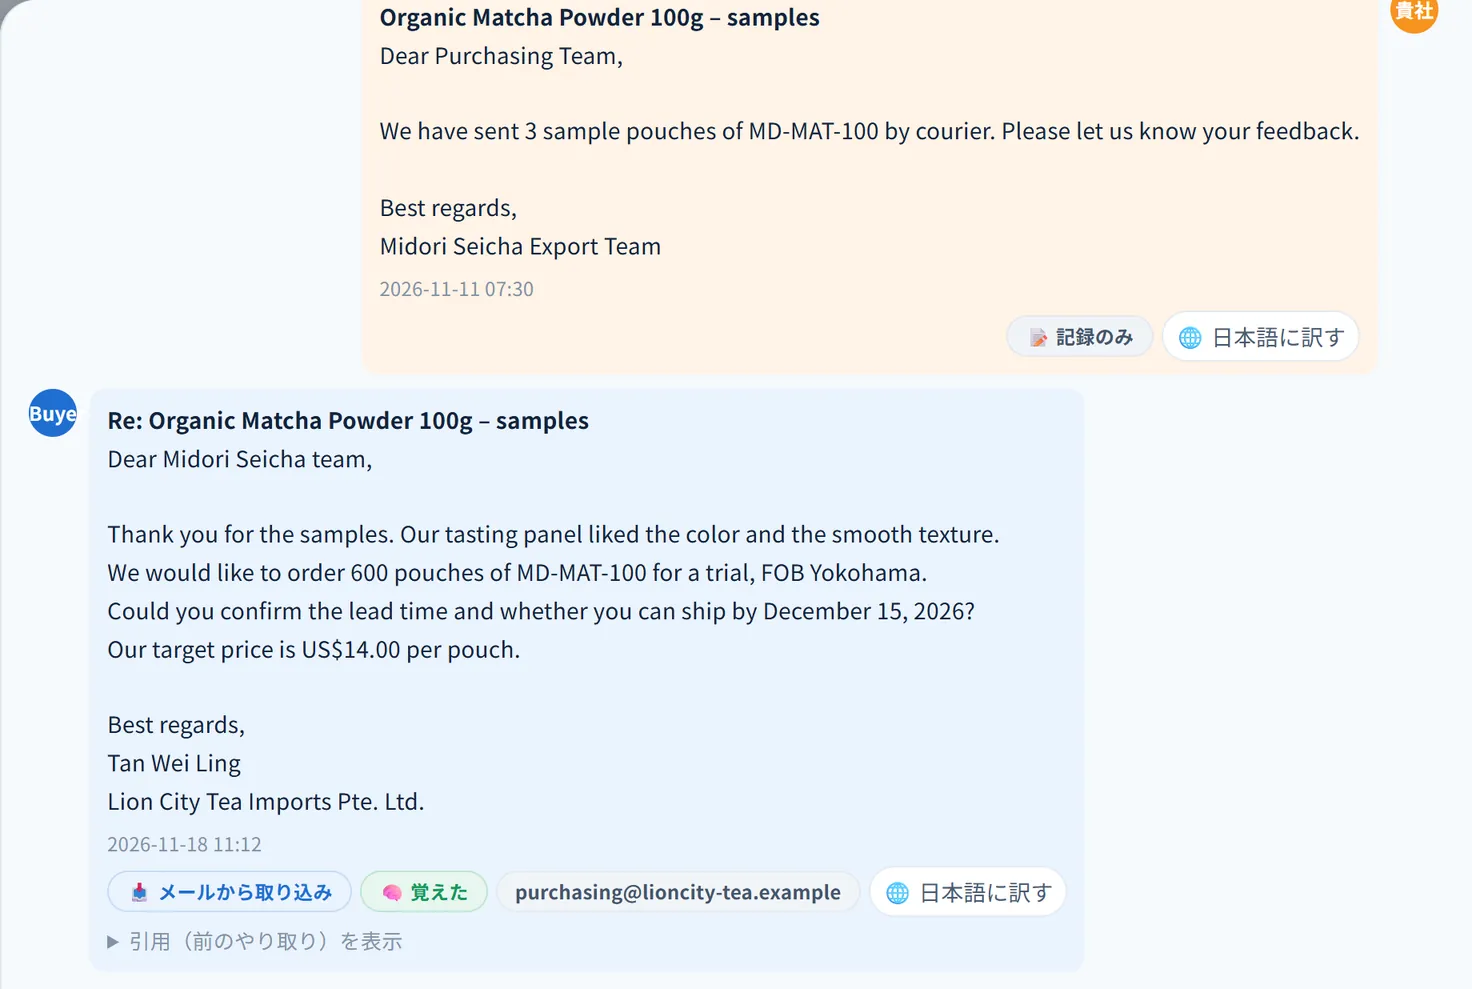 Organic Matcha Powder 100g – samples
貴社
Dear Purchasing Team,
We have sent 3 sample pouches of MD-MAT-100 by courier. Please let us know your feedback.
Best regards,
Midori Seicha Export Team
2026-11-11 07:30
記録のみ
日本語に訳す
Buye
Re: Organic Matcha Powder 100g – samples
Dear Midori Seicha team,
Thank you for the samples. Our tasting panel liked the color and the smooth texture.
We would like to order 600 pouches of MD-MAT-100 for a trial, FOB Yokohama.
Could you confirm the lead time and whether you can ship by December 15, 2026?
Our target price is US$14.00 per pouch.
Best regards,
Tan Wei Ling
Lion City Tea Imports Pte. Ltd.
2026-11-18 11:12
メールから取り込み
覚えた
purchasing@lioncity-tea.example
日本語に訳す
▶ 引用（前のやり取り）を表示